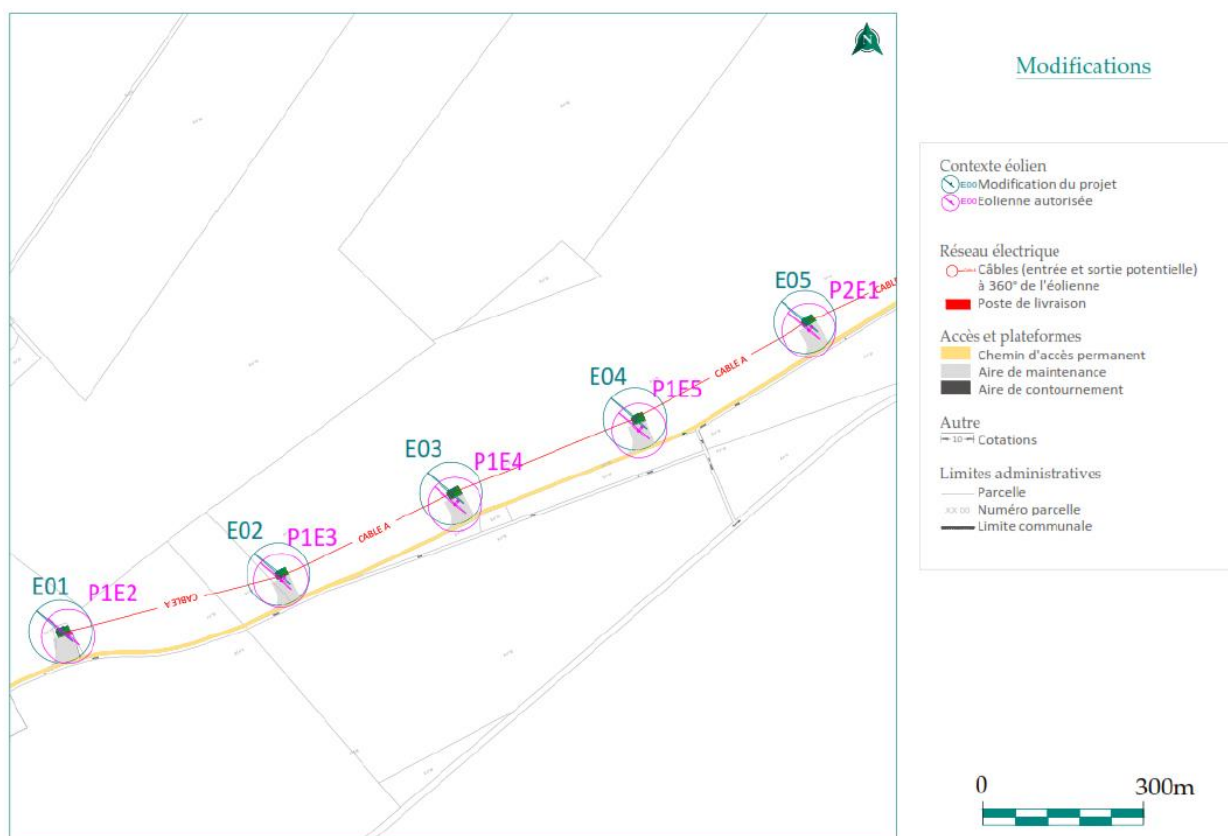 N
Modifications
E05
P2E1
CABLE
CABLE A
E04
P1E5
E03
P1E4
CABLE A
E02
P1E3
CABLE A
E01
P1E2
Contexte éolien
E00 Modification du projet
E00 Eolienne autorisée
Réseau électrique
Câbles (entrée et sortie potentielle)
à 360° de l'éolienne
Poste de livraison
Accès et plateformes
Chemin d'accès permanent
Aire de maintenance
Aire de contournement
Autre
10 Cotations
Limites administratives
Parcelle
XX 00 Numéro parcelle
Limite communale
0 300m